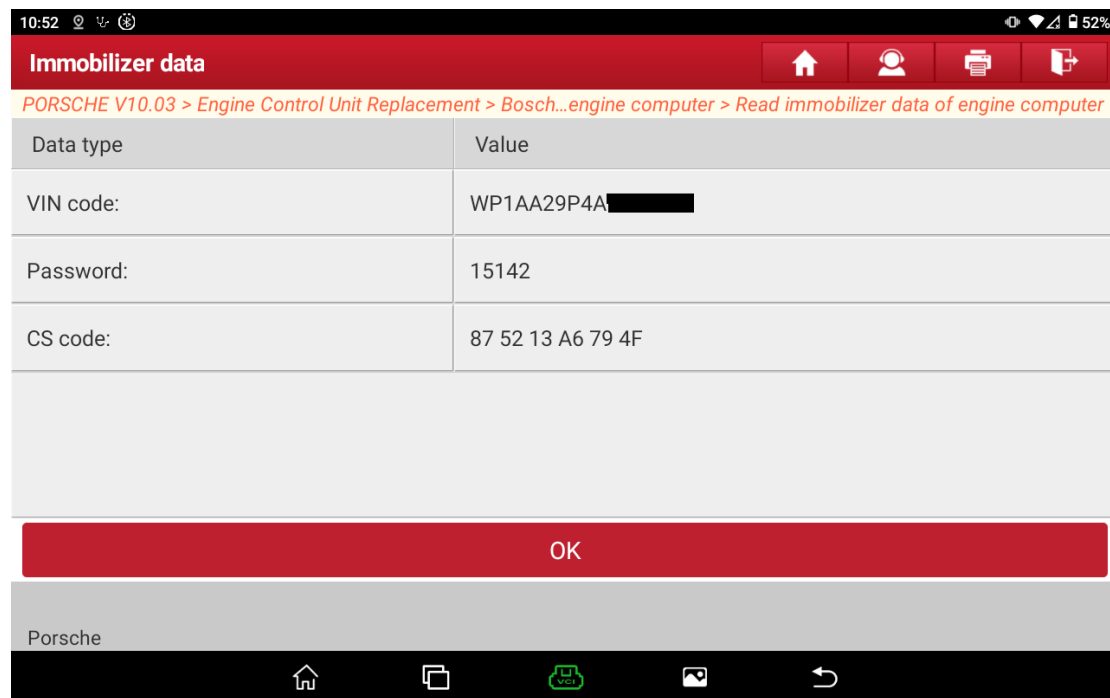 10:52 52%
Immobilizer data
PORSCHE V10.03 > Engine Control Unit Replacement > Bosch...engine computer > Read immobilizer data of engine computer
Data type Value
VIN code: WP1AA29P4A
Password: 15142
CS code: 87 52 13 A6 79 4F
OK
Porsche
VCI